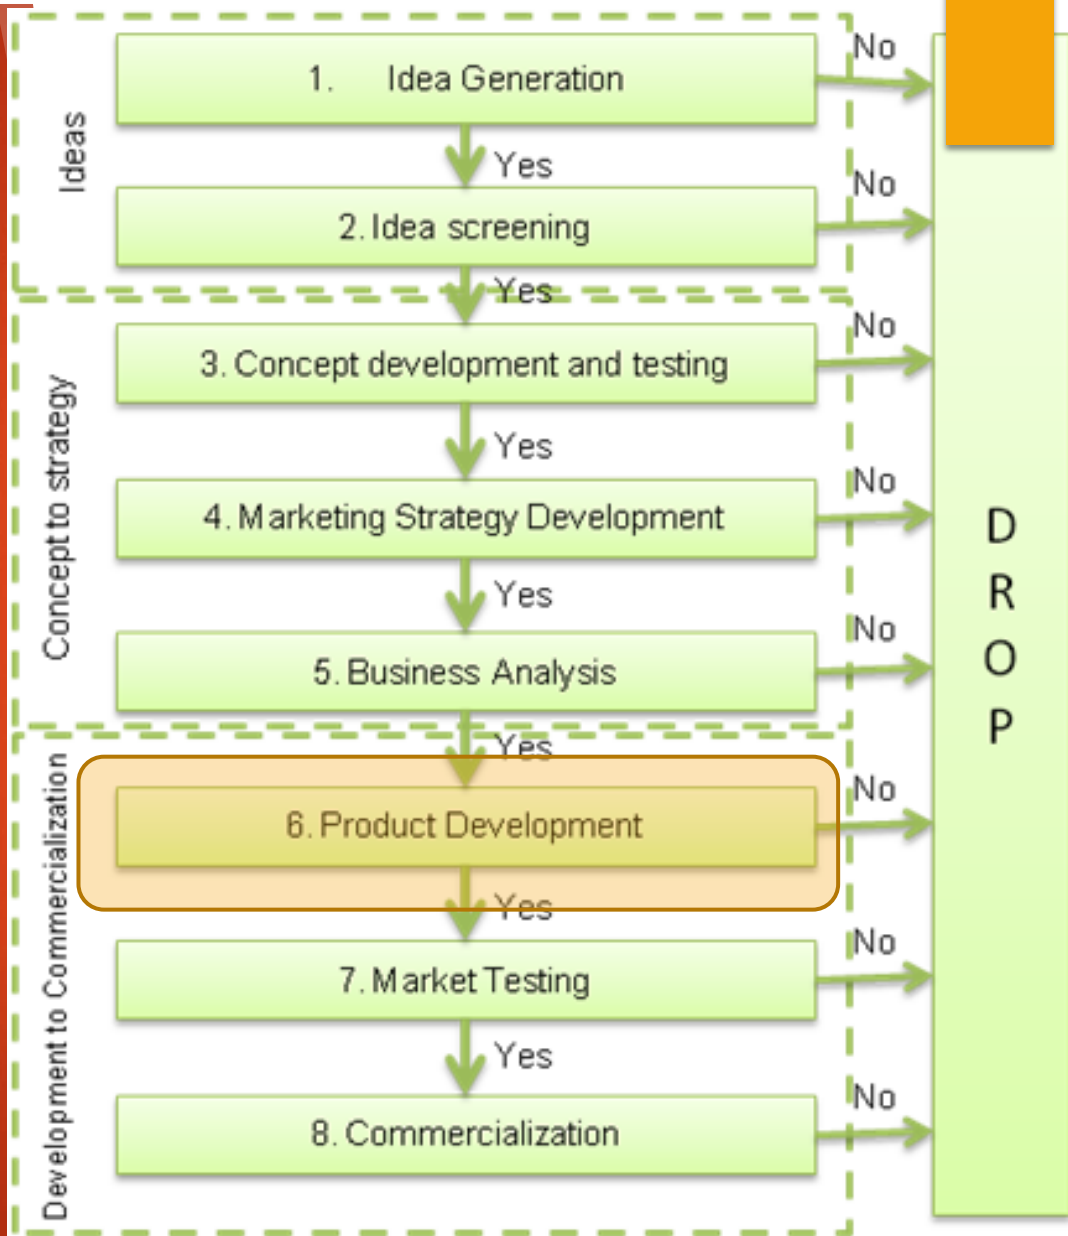 Ideas
1. Idea Generation
No
Yes
2. Idea screening
No
Yes
Concept to strategy
3. Concept development and testing
No
Yes
4. Marketing Strategy Development
No
Yes
5. Business Analysis
No
Yes
Development to Commercialization
6. Product Development
No
Yes
7. Market Testing
No
Yes
8. Commercialization
No
D
R
O
P